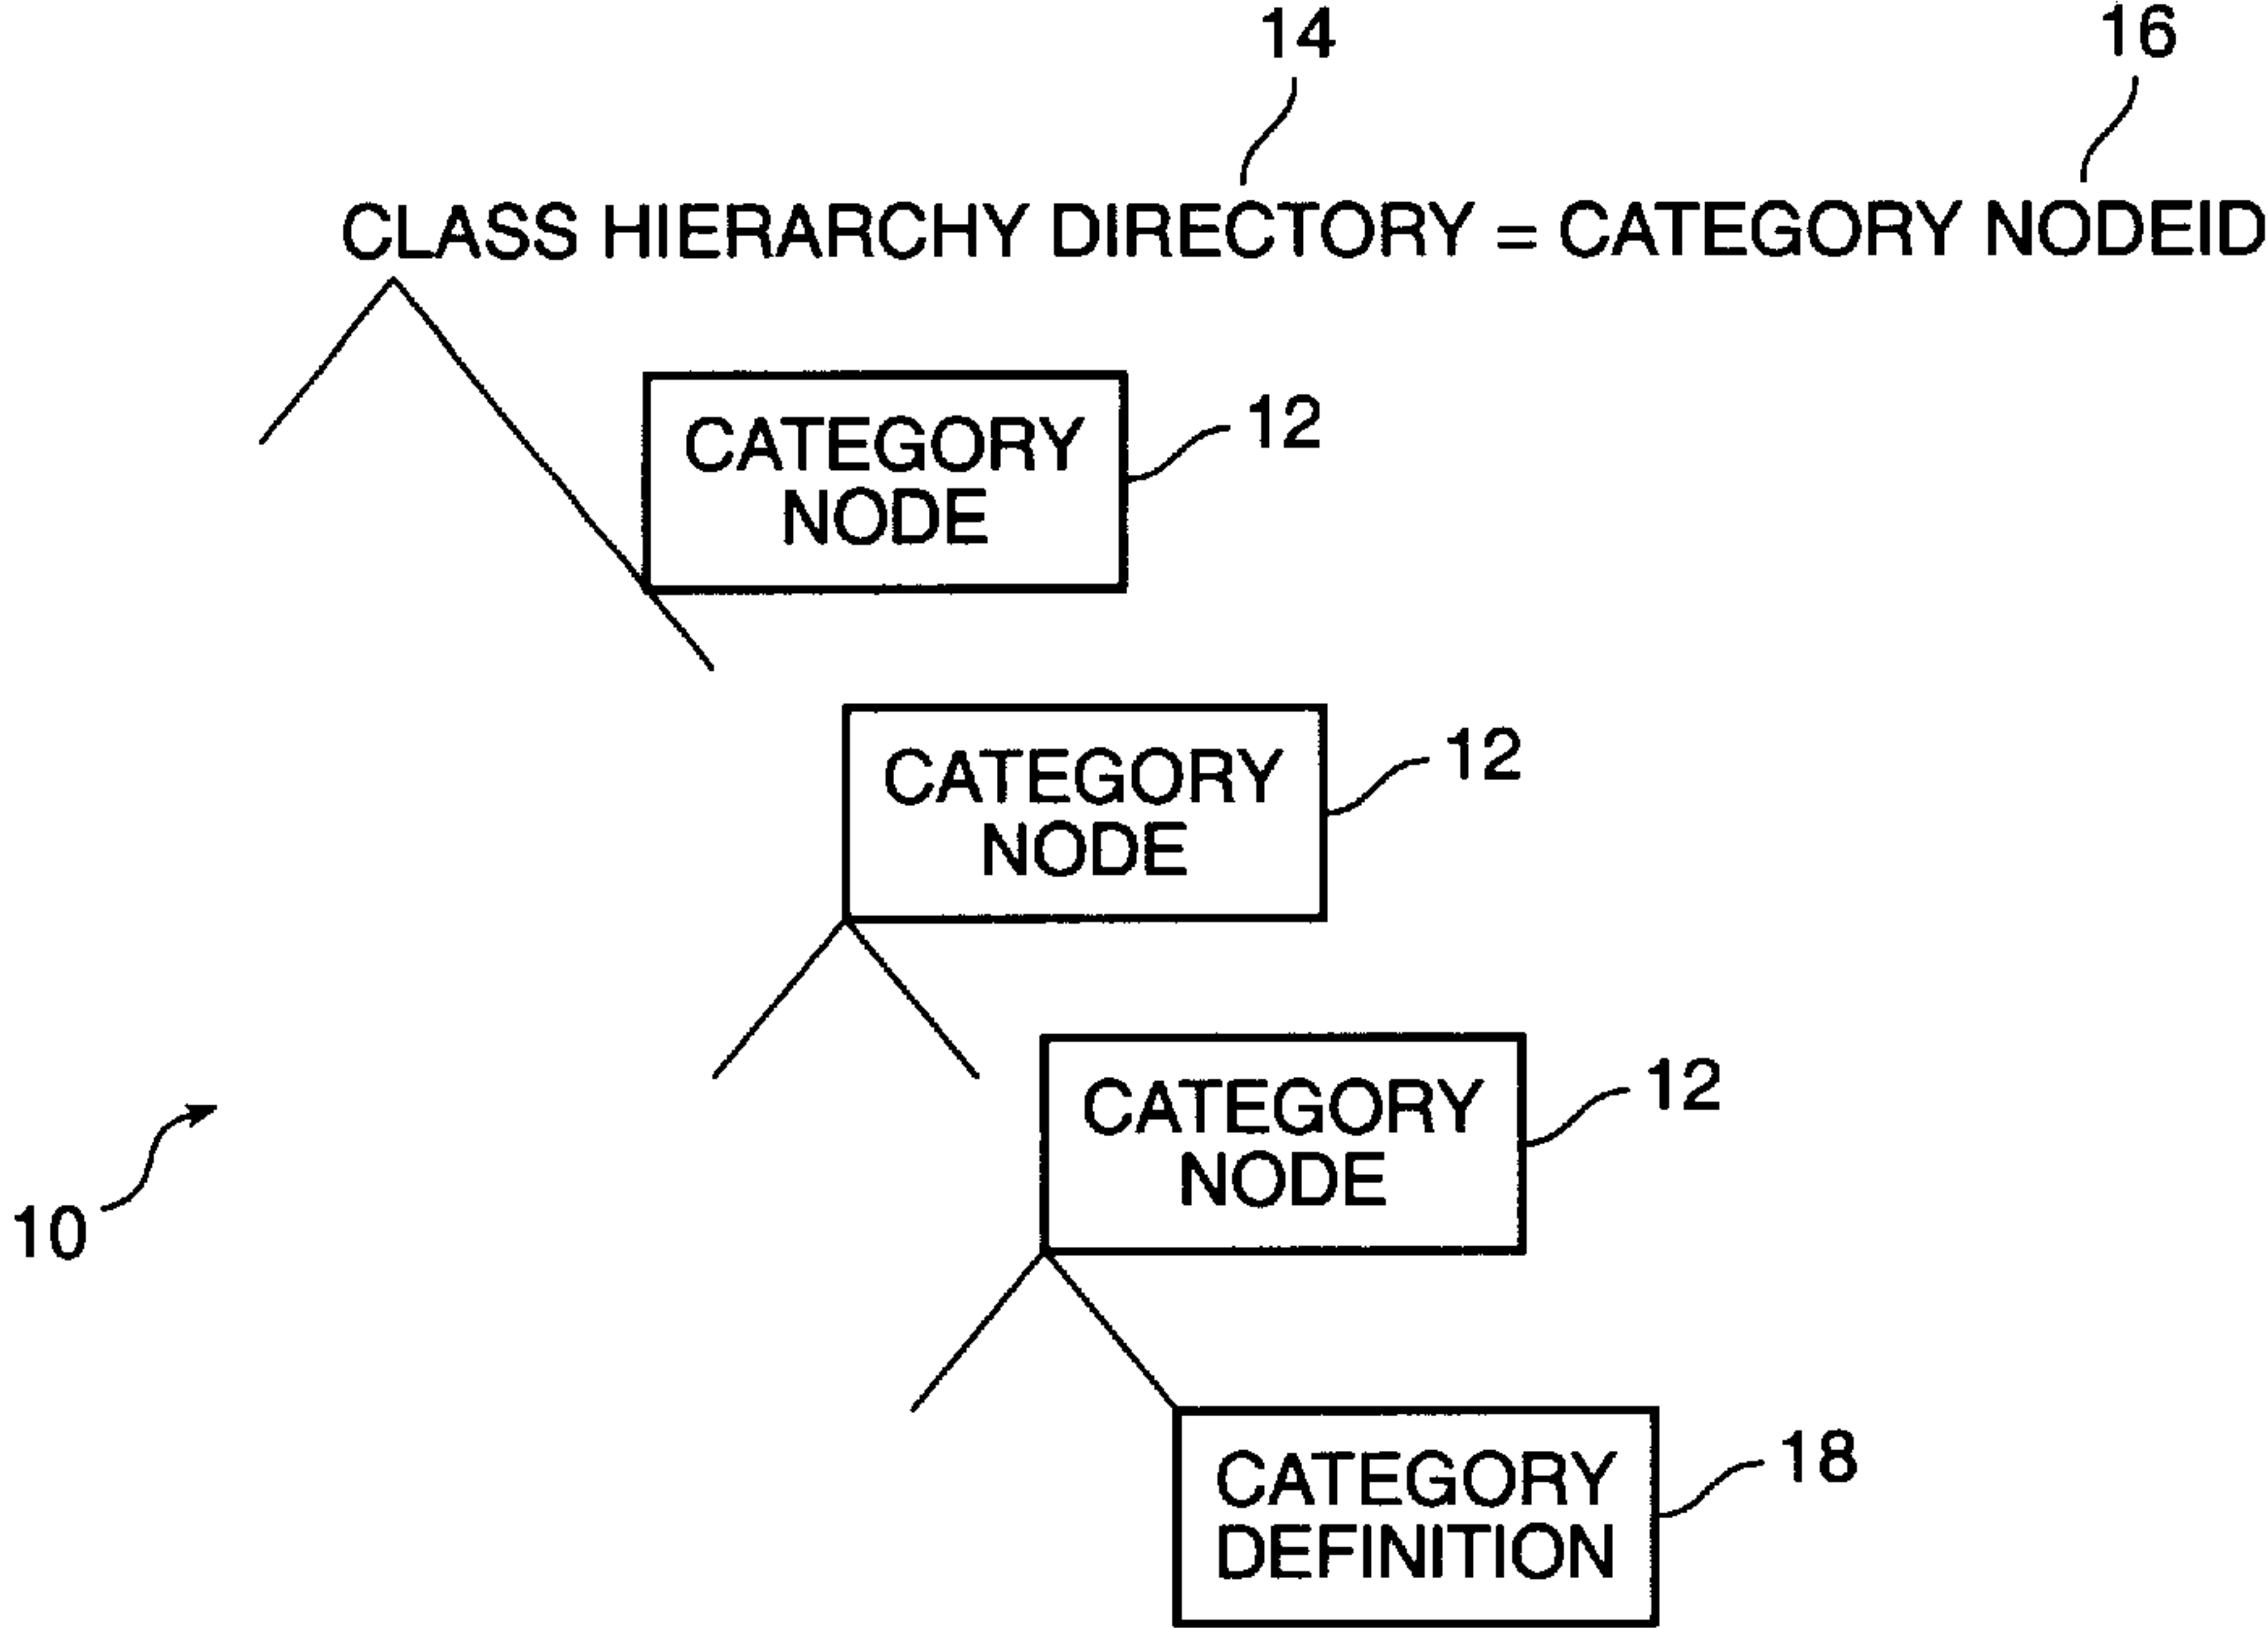 14
16
CLASS HIERARCHY DIRECTORY = CATEGORY NODEID
CATEGORY
NODE
12
CATEGORY
NODE
12
CATEGORY
NODE
12
10
CATEGORY
DEFINITION
18